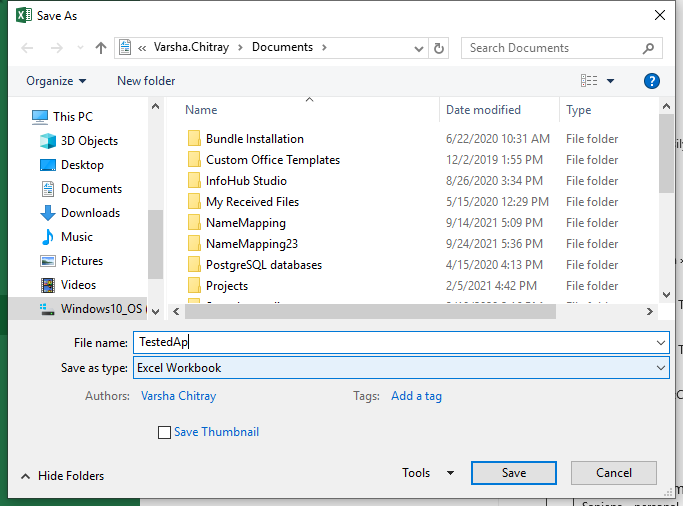 Save As
« Varsha.Chitray > Documents >
Search Documents
Organize
New folder
This PC
3D Objects
Desktop
Documents
Downloads
Music
Pictures
Videos
Windows10_OS (
Name Date modified Type
Bundle Installation 6/22/2020 10:31 AM File folder
Custom Office Templates 12/2/2019 1:55 PM File folder
InfoHub Studio 8/26/2020 3:34 PM File folder
My Received Files 5/15/2020 12:29 PM File folder
NameMapping 9/14/2021 5:09 PM File folder
NameMapping23 9/24/2021 5:36 PM File folder
PostgreSQL databases 4/15/2020 4:13 PM File folder
Projects 2/5/2021 4:42 PM File folder
File name: TestedAp
Save as type: Excel Workbook
Authors: Varsha Chitray
Tags: Add a tag
Save Thumbnail
Hide Folders
Tools
Save
Cancel